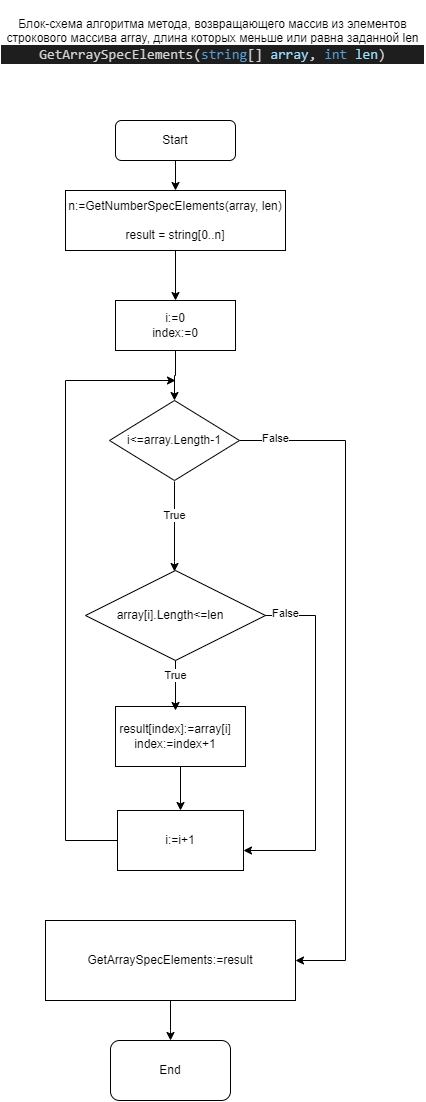 Блок-схема алгоритма метода, возвращающего массив из элементов
строкового массива array, длина которых меньше или равна заданной len
GetArraySpecElements(string[] array, int len)
Start
n:=GetNumberSpecElements(array, len)
result = string[0..n]
i:=0
index:=0
i<=array.Length-1
False
True
array[i].Length<=len
False
True
result[index]:=array[i]
index:=index+1
i:=i+1
GetArraySpecElements:=result
End